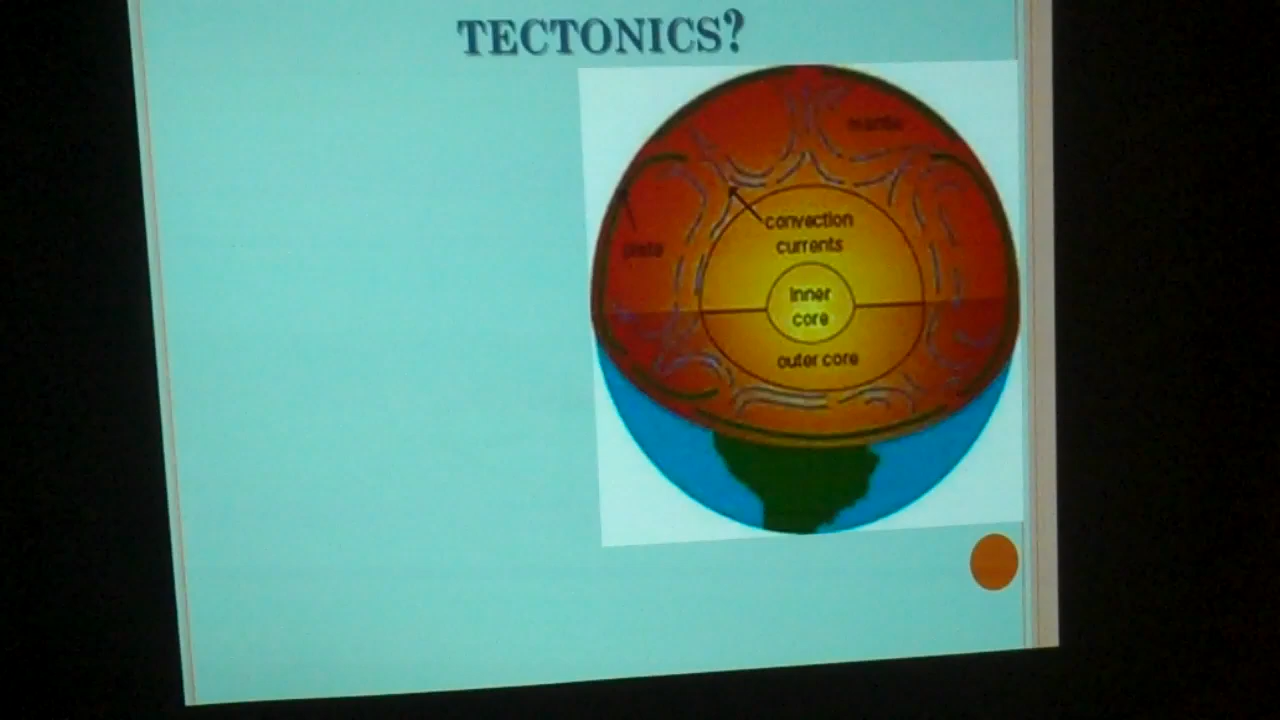 TECTONICS?
mantle
convection
currents
plate
inner
core
outer core